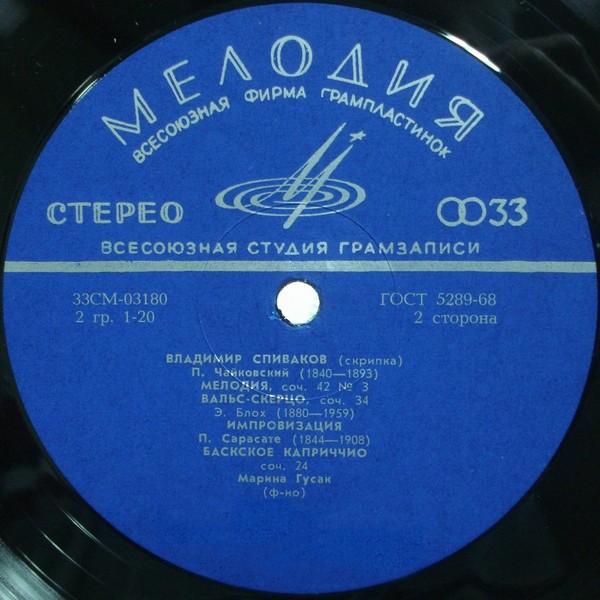 МЕЛОДИЯ
ВСЕСОЮЗНАЯ ФИРМА ГРАМПЛАСТИНОК
СТЕРЕО
33
ВСЕСОЮЗНАЯ СТУДИЯ ГРАМЗАПИСИ
33СМ-03180
ГОСТ 5289-68
2 гр. 1-20
2 сторона
ВЛАДИМИР СПИВАКОВ (скрипка)
П. Чайковский (1840—1893)
МЕЛОДИЯ, соч. 42 № 3
ВАЛЬС-СКЕРЦО, соч. 34
Э. Блох (1880—1959)
ИМПРОВИЗАЦИЯ
П. Сарасате (1844—1908)
БАСКСКОЕ КАПРИЧЧИО
соч. 24
Марина Гусак
(ф-но)